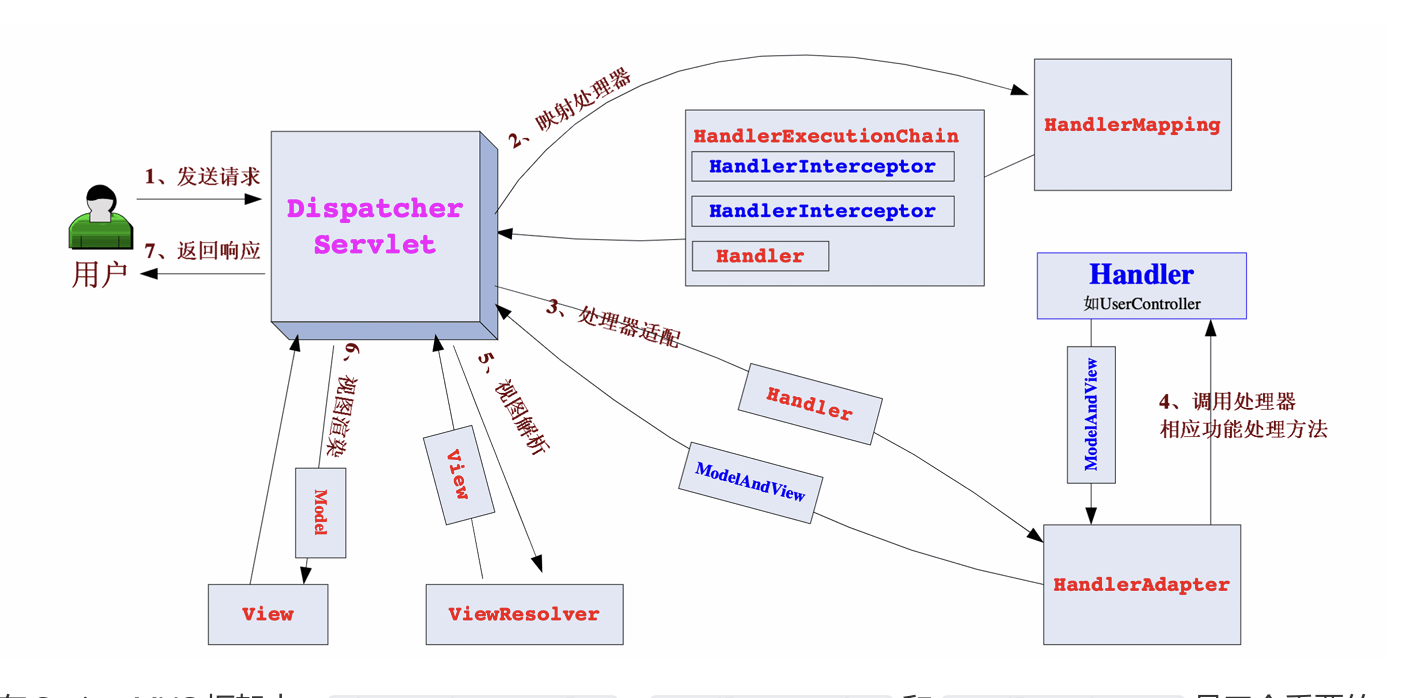 1、发送请求
7、返回响应
用户
Dispatcher
Servlet
2、映射处理器
HandlerExecutionChain
HandlerInterceptor
HandlerInterceptor
Handler
HandlerMapping
3、处理器适配
Handler
ModelAndView
Handler
如UserController
ModelAndView
4、调用处理器
相应功能处理方法
HandlerAdapter
5、视图解析
View
ViewResolver
6、视图渲染
Model
View